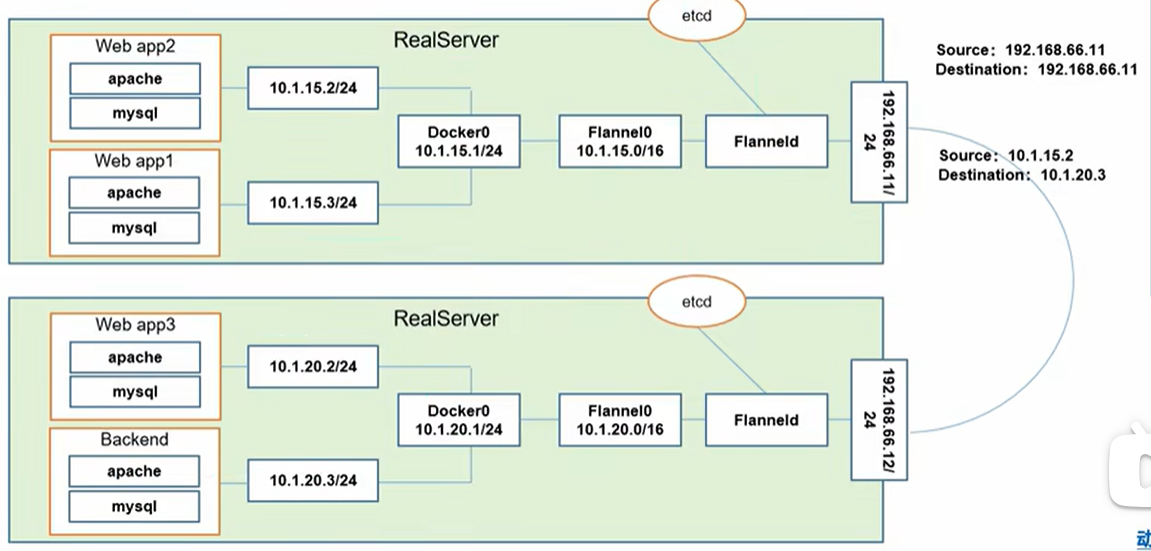 etcd
RealServer
Web app2
apache
mysql
10.1.15.2/24
Web app1
apache
mysql
10.1.15.3/24
Docker0
10.1.15.1/24
Flannel0
10.1.15.0/16
Flanneld
192.168.66.11/
24
Source：192.168.66.11
Destination：192.168.66.11
Source：10.1.15.2
Destination：10.1.20.3
etcd
RealServer
Web app3
apache
mysql
10.1.20.2/24
Backend
apache
mysql
10.1.20.3/24
Docker0
10.1.20.1/24
Flannel0
10.1.20.0/16
Flanneld
192.168.66.12/
24
动